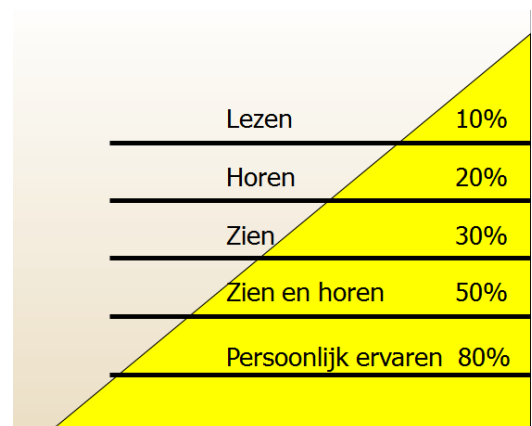 Lezen 10%
Horen 20%
Zien 30%
Zien en horen 50%
Persoonlijk ervaren 80%